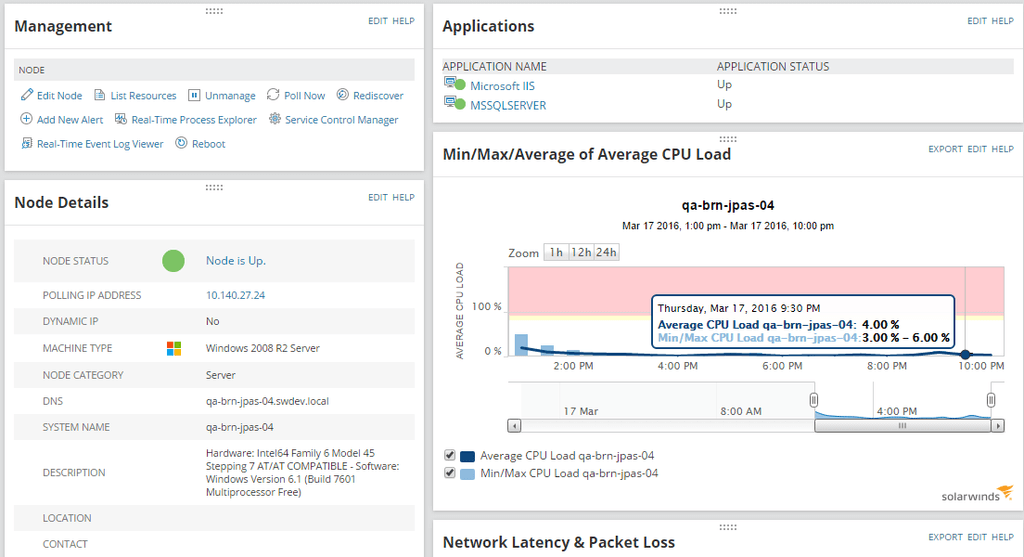 Management
EDIT HELP
NODE
Edit Node List Resources Unmanage Poll Now Rediscover
Add New Alert Real-Time Process Explorer Service Control Manager
Real-Time Event Log Viewer Reboot
Node Details
EDIT HELP
NODE STATUS Node is Up.
POLLING IP ADDRESS 10.140.27.24
DYNAMIC IP No
MACHINE TYPE Windows 2008 R2 Server
NODE CATEGORY Server
DNS qa-brn-jpas-04.swdev.local
SYSTEM NAME qa-brn-jpas-04
DESCRIPTION
Hardware: Intel64 Family 6 Model 45
Stepping 7 AT/AT COMPATIBLE - Software:
Windows Version 6.1 (Build 7601
Multiprocessor Free)
LOCATION
CONTACT
Applications
EDIT HELP
APPLICATION NAME APPLICATION STATUS
Microsoft IIS Up
MSSQLSERVER Up
Min/Max/Average of Average CPU Load
EXPORT EDIT HELP
qa-brn-jpas-04
Mar 17 2016, 1:00 pm - Mar 17 2016, 10:00 pm
Zoom 1h 12h 24h
AVERAGE CPU LOAD
100 %
0 %
Thursday, Mar 17, 2016 9:30 PM
Average CPU Load qa-brn-jpas-04: 4.00 %
Min/Max CPU Load qa-brn-jpas-04: 3.00 % - 6.00 %
2:00 PM 4:00 PM 6:00 PM 8:00 PM 10:00 PM
17 Mar 8:00 AM 4:00 PM
Average CPU Load qa-brn-jpas-04
Min/Max CPU Load qa-brn-jpas-04
solarwinds
Network Latency & Packet Loss
EXPORT EDIT HELP